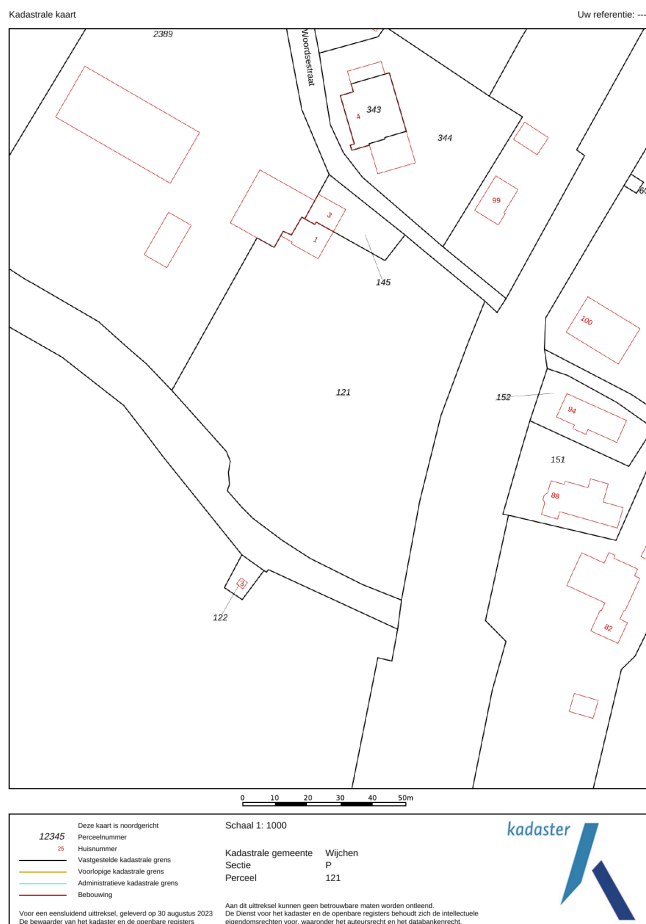 Kadastrale kaart
Uw referentie: ---
2389
Woordsestraat
343
4
344
99
60
3
1
145
100
121
152
94
151
88
3
122
82
0 10 20 30 40 50m
Deze kaart is noordgericht
12345 Perceelnummer
25 Huisnummer
Vastgestelde kadastrale grens
Voorlopige kadastrale grens
Administratieve kadastrale grens
Bebouwing
Voor een eensluidend uittreksel, geleverd op 30 augustus 2023
De bewaarder van het kadaster en de openbare registers
Schaal 1: 1000
Kadastrale gemeente Wijchen
Sectie P
Perceel 121
Aan dit uittreksel kunnen geen betrouwbare maten worden ontleend.
De Dienst voor het kadaster en de openbare registers behoudt zich de intellectuele
eigendomsrechten voor, waaronder het auteursrecht en het databankenrecht.
kadaster